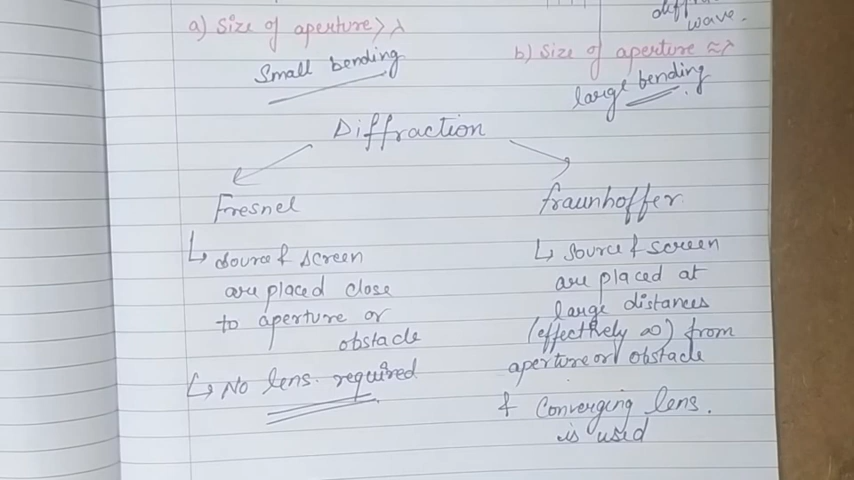 a) Size of aperture > λ
Small bending
diff
wave.
b) Size of aperture ≈ λ
large bending
Diffraction
Fresnel
↳ source & screen
are placed close
to aperture or
obstacle
↳ No lens required
fraunhoffer
↳ source & screen
are placed at
large distances
(effectively ∞) from
aperture or obstacle
& Converging lens.
is used